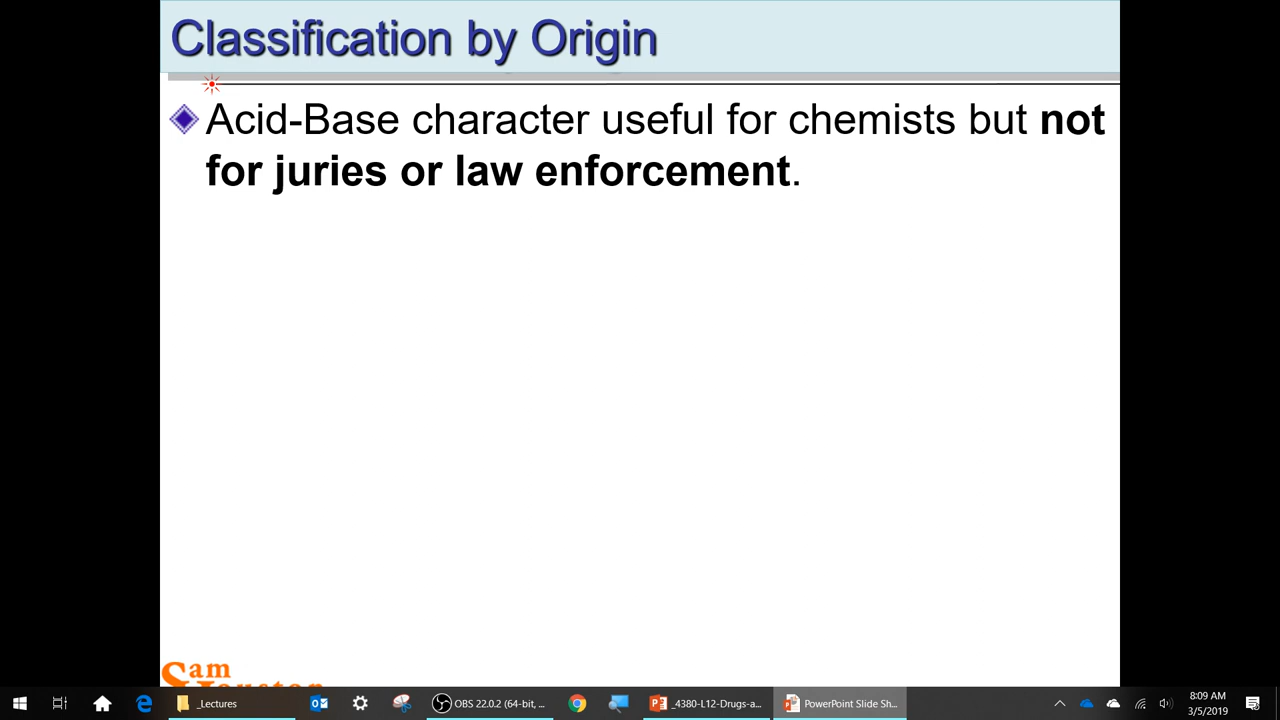 Classification by Origin
Acid-Base character useful for chemists but not
for juries or law enforcement.
Sam
_Lectures
OBS 22.0.2 (64-bit, ...
_4380-L12-Drugs-a...
PowerPoint Slide Sh...
8:09 AM
3/5/2019